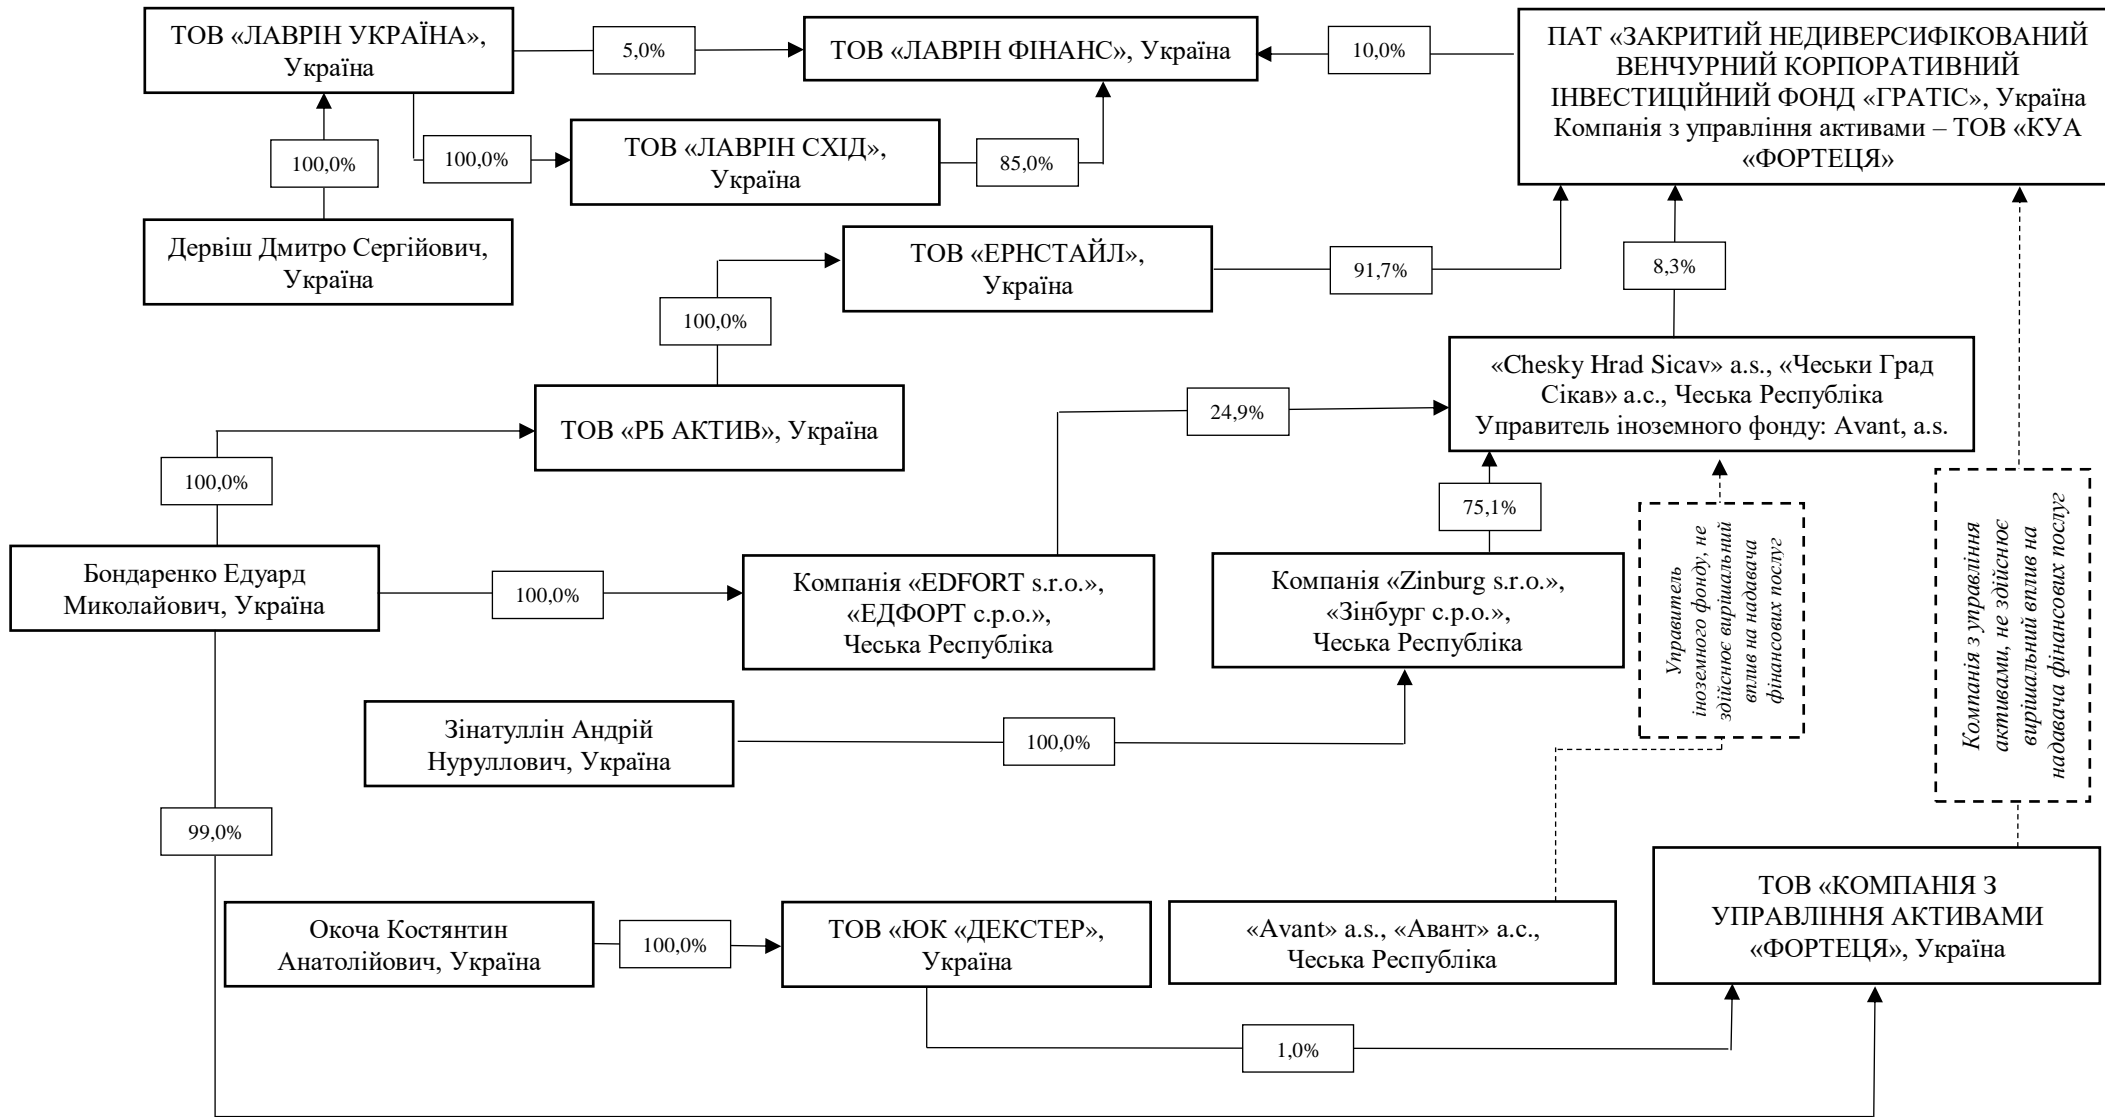 ТОВ «ЛАВРІН УКРАЇНА»,
Україна
5,0%
ТОВ «ЛАВРІН ФІНАНС», Україна
10,0%
ПАТ «ЗАКРИТИЙ НЕДИВЕРСИФІКОВАНИЙ
ВЕНЧУРНИЙ КОРПОРАТИВНИЙ
ІНВЕСТИЦІЙНИЙ ФОНД «ГРАТІС», Україна
Компанія з управління активами – ТОВ «КУА
«ФОРТЕЦЯ»
100,0%
100,0%
ТОВ «ЛАВРІН СХІД»,
Україна
85,0%
Дервіш Дмитро Сергійович,
Україна
ТОВ «ЕРНСТАЙЛ»,
Україна
91,7%
8,3%
100,0%
«Chesky Hrad Sicav» a.s., «Чеськи Град
Сікав» а.с., Чеська Республіка
Управитель іноземного фонду: Avant, a.s.
ТОВ «РБ АКТИВ», Україна
24,9%
100,0%
75,1%
Управитель
іноземного фонду, не
здійснює вирішальний
вплив на надавача
фінансових послуг
Компанія з управління
активами, не здійснює
вирішальний вплив на
надавача фінансових послуг
Бондаренко Едуард
Миколайович, Україна
100,0%
Компанія «EDFORT s.r.o.»,
«ЕДФОРТ с.р.о.»,
Чеська Республіка
Компанія «Zinburg s.r.o.»,
«Зінбург с.р.о.»,
Чеська Республіка
Зінатуллін Андрій
Нуруллович, Україна
100,0%
99,0%
Окоча Костянтин
Анатолійович, Україна
100,0%
ТОВ «ЮК «ДЕКСТЕР»,
Україна
«Avant» a.s., «Авант» а.с.,
Чеська Республіка
ТОВ «КОМПАНІЯ З
УПРАВЛІННЯ АКТИВАМИ
«ФОРТЕЦЯ», Україна
1,0%